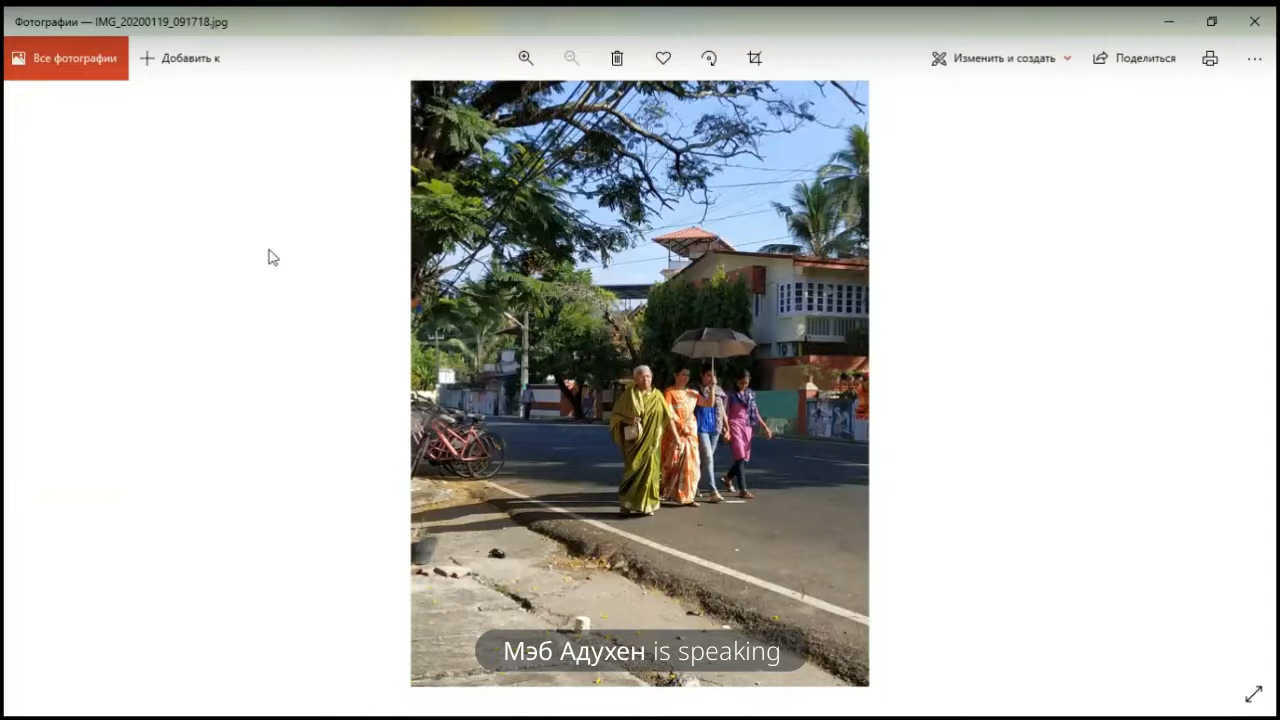 Фотографии — IMG_20200119_091718.jpg
Все фотографии
Добавить к
Изменить и создать
Поделиться
Мэб Адухен is speaking